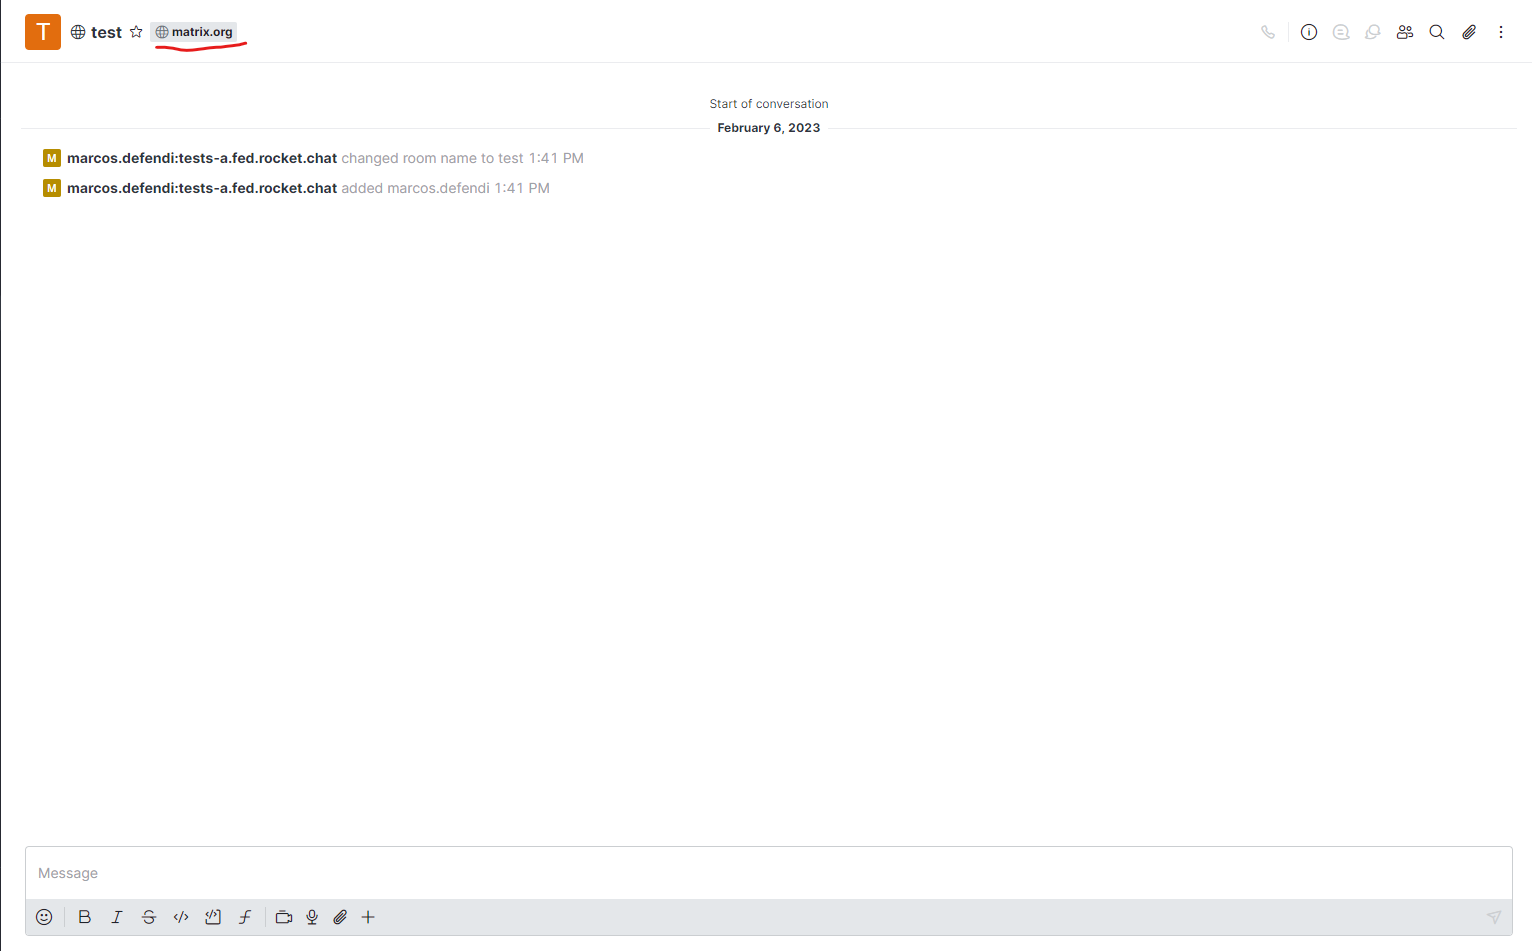 T test matrix.org
Start of conversation
February 6, 2023
M marcos.defendi:tests-a.fed.rocket.chat changed room name to test 1:41 PM
M marcos.defendi:tests-a.fed.rocket.chat added marcos.defendi 1:41 PM
Message